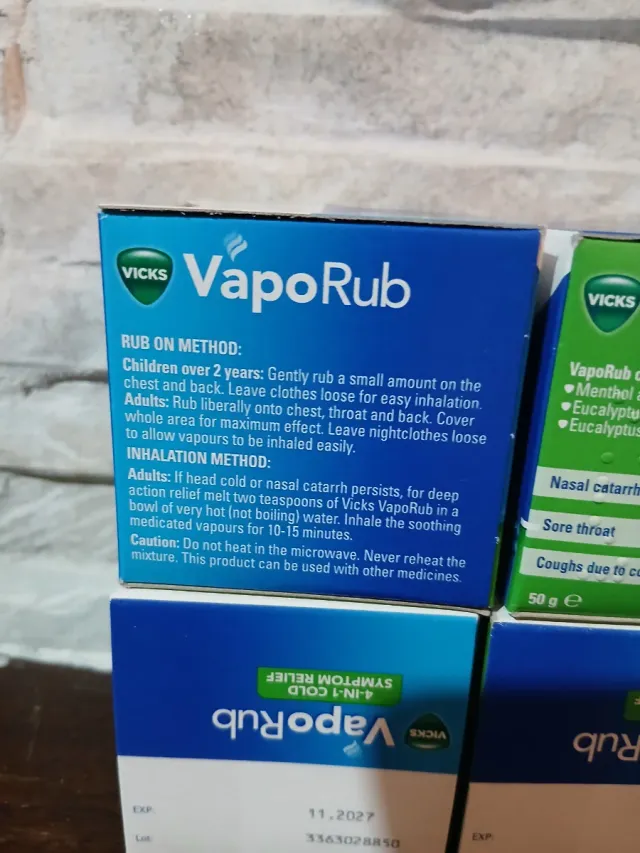 VICKS VapoRub
RUB ON METHOD:
Children over 2 years: Gently rub a small amount on the
chest and back. Leave clothes loose for easy inhalation.
Adults: Rub liberally onto chest, throat and back. Cover
whole area for maximum effect. Leave nightclothes loose
to allow vapours to be inhaled easily.
INHALATION METHOD:
Adults: If head cold or nasal catarrh persists, for deep
action relief melt two teaspoons of Vicks VapoRub in a
bowl of very hot (not boiling) water. Inhale the soothing
medicated vapours for 10-15 minutes.
Caution: Do not heat in the microwave. Never reheat the
mixture. This product can be used with other medicines.
VICKS
VapoRub
Menthol
Eucalyptu
Eucalyptus
Nasal catarrh
Sore throat
Coughs due to co
50 g ℮
VICKS VapoRub
4-IN-1 COLD
SYMPTOM RELIEF
EXP: 11.2027
Lot: 3363028850
Rub
EXP: